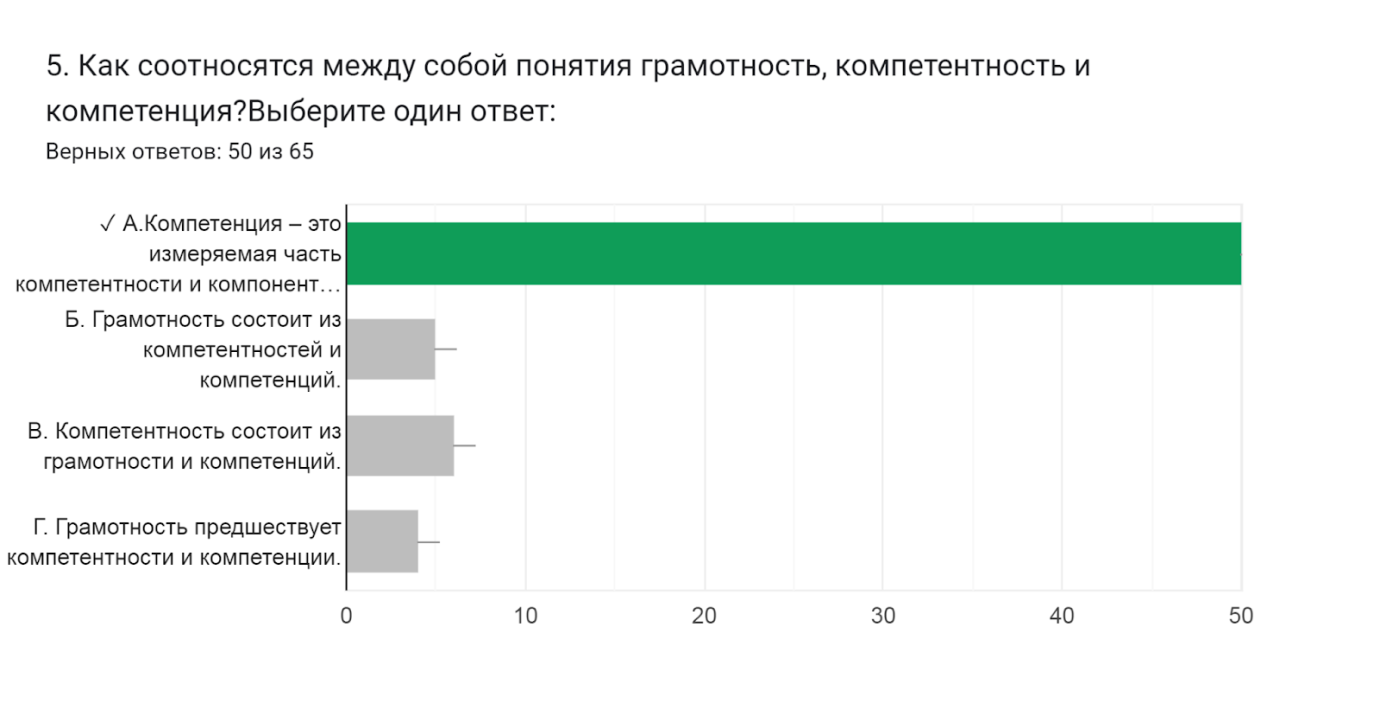 5. Как соотносятся между собой понятия грамотность, компетентность и
компетенция?Выберите один ответ:
Верных ответов: 50 из 65
✓ А.Компетенция – это
измеряемая часть
компетентности и компонент…
Б. Грамотность состоит из
компетентностей и
компетенций.
В. Компетентность состоит из
грамотности и компетенций.
Г. Грамотность предшествует
компетентности и компетенции.
0 10 20 30 40 50